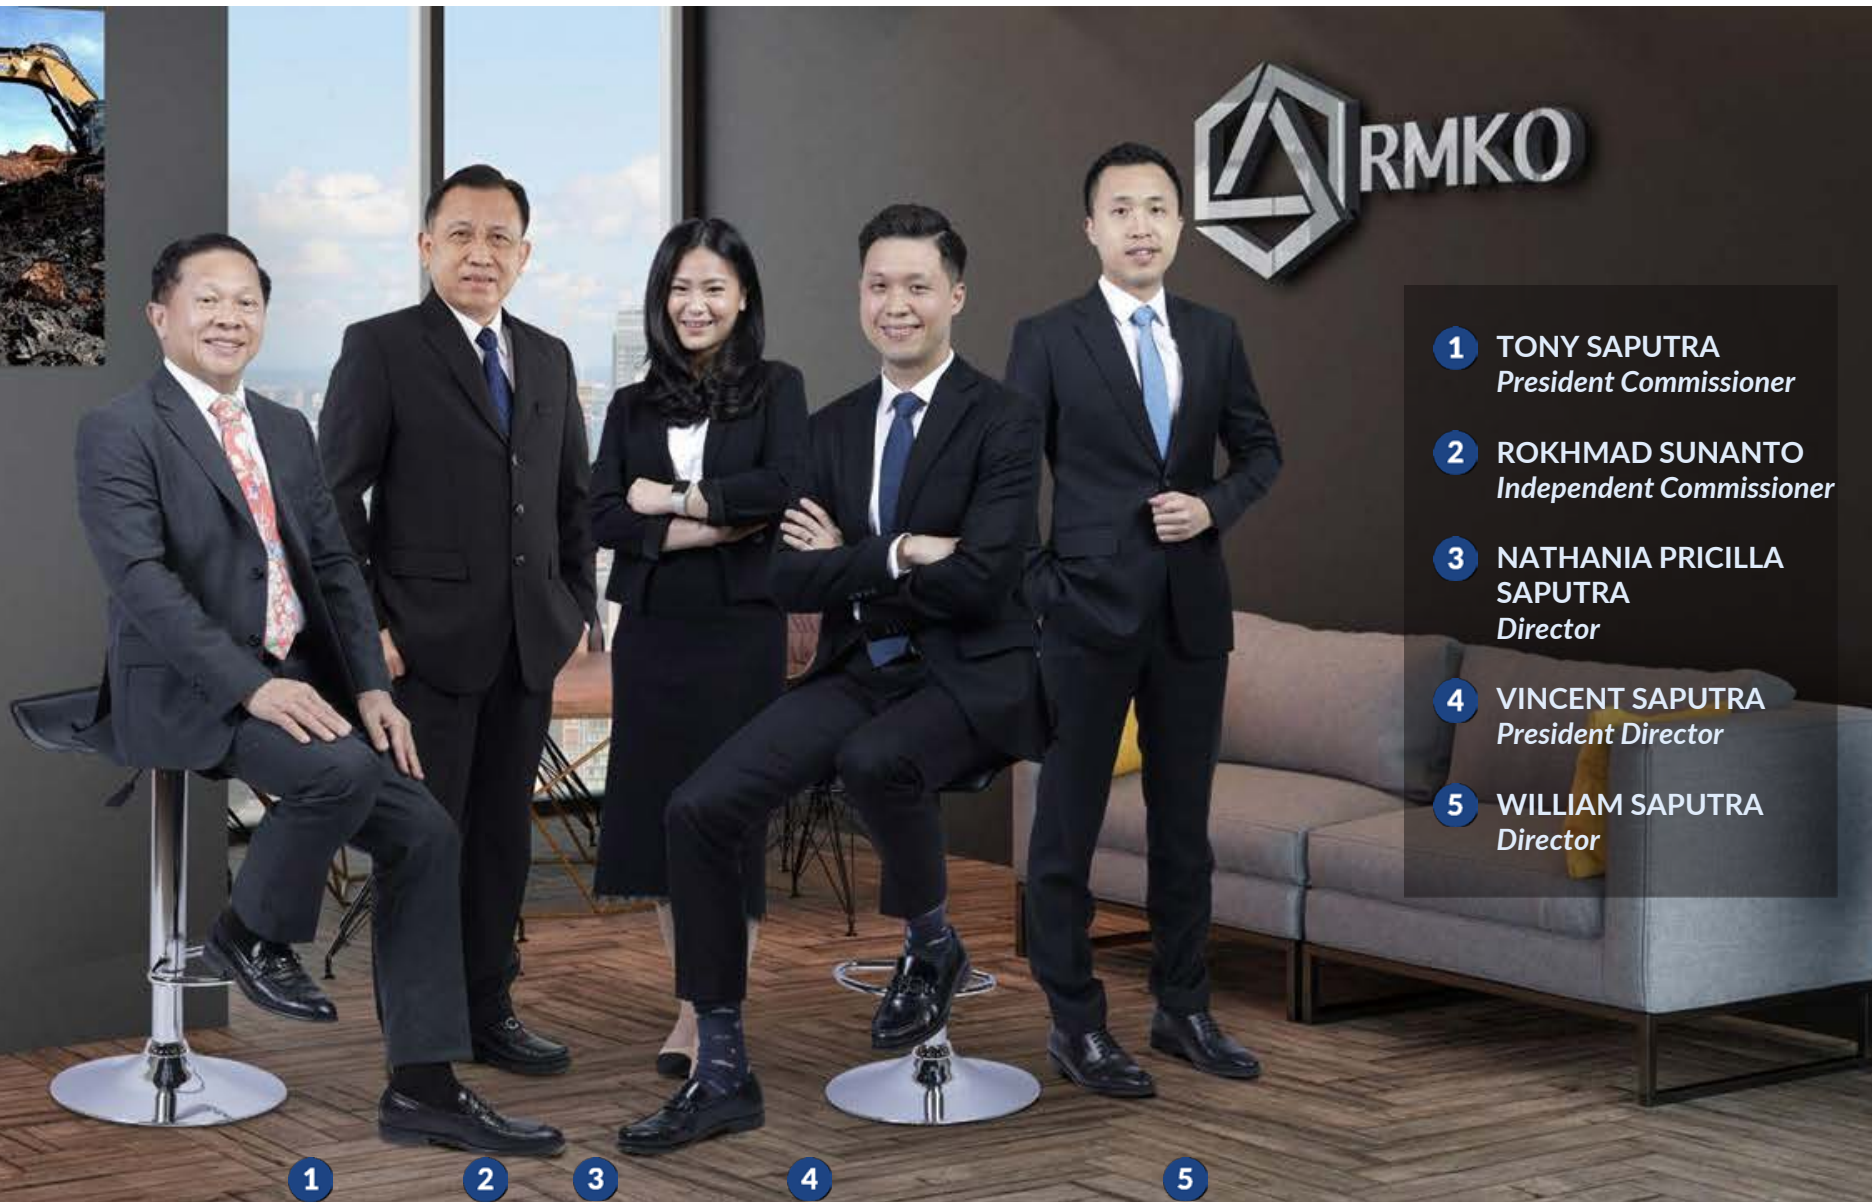 RMKO
1 TONY SAPUTRA
President Commissioner
2 ROKHMAD SUNANTO
Independent Commissioner
3 NATHANIA PRICILLA
SAPUTRA
Director
4 VINCENT SAPUTRA
President Director
5 WILLIAM SAPUTRA
Director
1 2 3 4 5